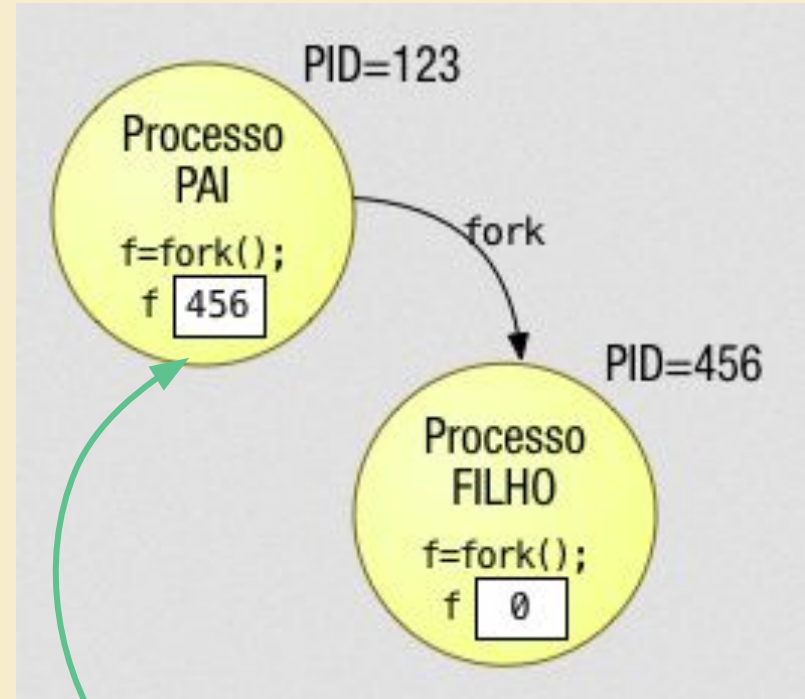 PID=123
Processo
PAI
f=fork();
f 456
fork
PID=456
Processo
FILHO
f=fork();
f 0